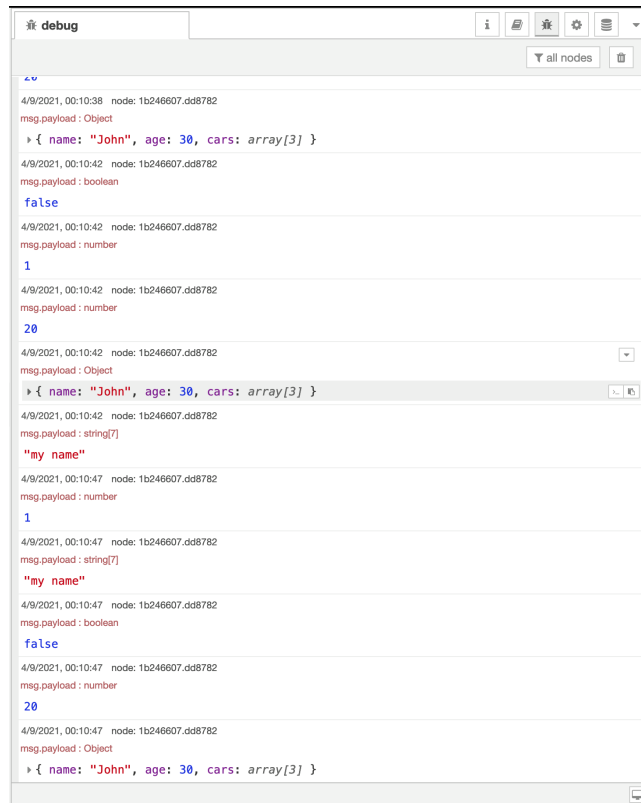 debug
i
all nodes
20
4/9/2021, 00:10:38 node: 1b246607.dd8782
msg.payload : Object
{ name: "John", age: 30, cars: array[3] }
4/9/2021, 00:10:42 node: 1b246607.dd8782
msg.payload : boolean
false
4/9/2021, 00:10:42 node: 1b246607.dd8782
msg.payload : number
1
4/9/2021, 00:10:42 node: 1b246607.dd8782
msg.payload : number
20
4/9/2021, 00:10:42 node: 1b246607.dd8782
msg.payload : Object
{ name: "John", age: 30, cars: array[3] }
4/9/2021, 00:10:42 node: 1b246607.dd8782
msg.payload : string[7]
"my name"
4/9/2021, 00:10:47 node: 1b246607.dd8782
msg.payload : number
1
4/9/2021, 00:10:47 node: 1b246607.dd8782
msg.payload : string[7]
"my name"
4/9/2021, 00:10:47 node: 1b246607.dd8782
msg.payload : boolean
false
4/9/2021, 00:10:47 node: 1b246607.dd8782
msg.payload : number
20
4/9/2021, 00:10:47 node: 1b246607.dd8782
msg.payload : Object
{ name: "John", age: 30, cars: array[3] }